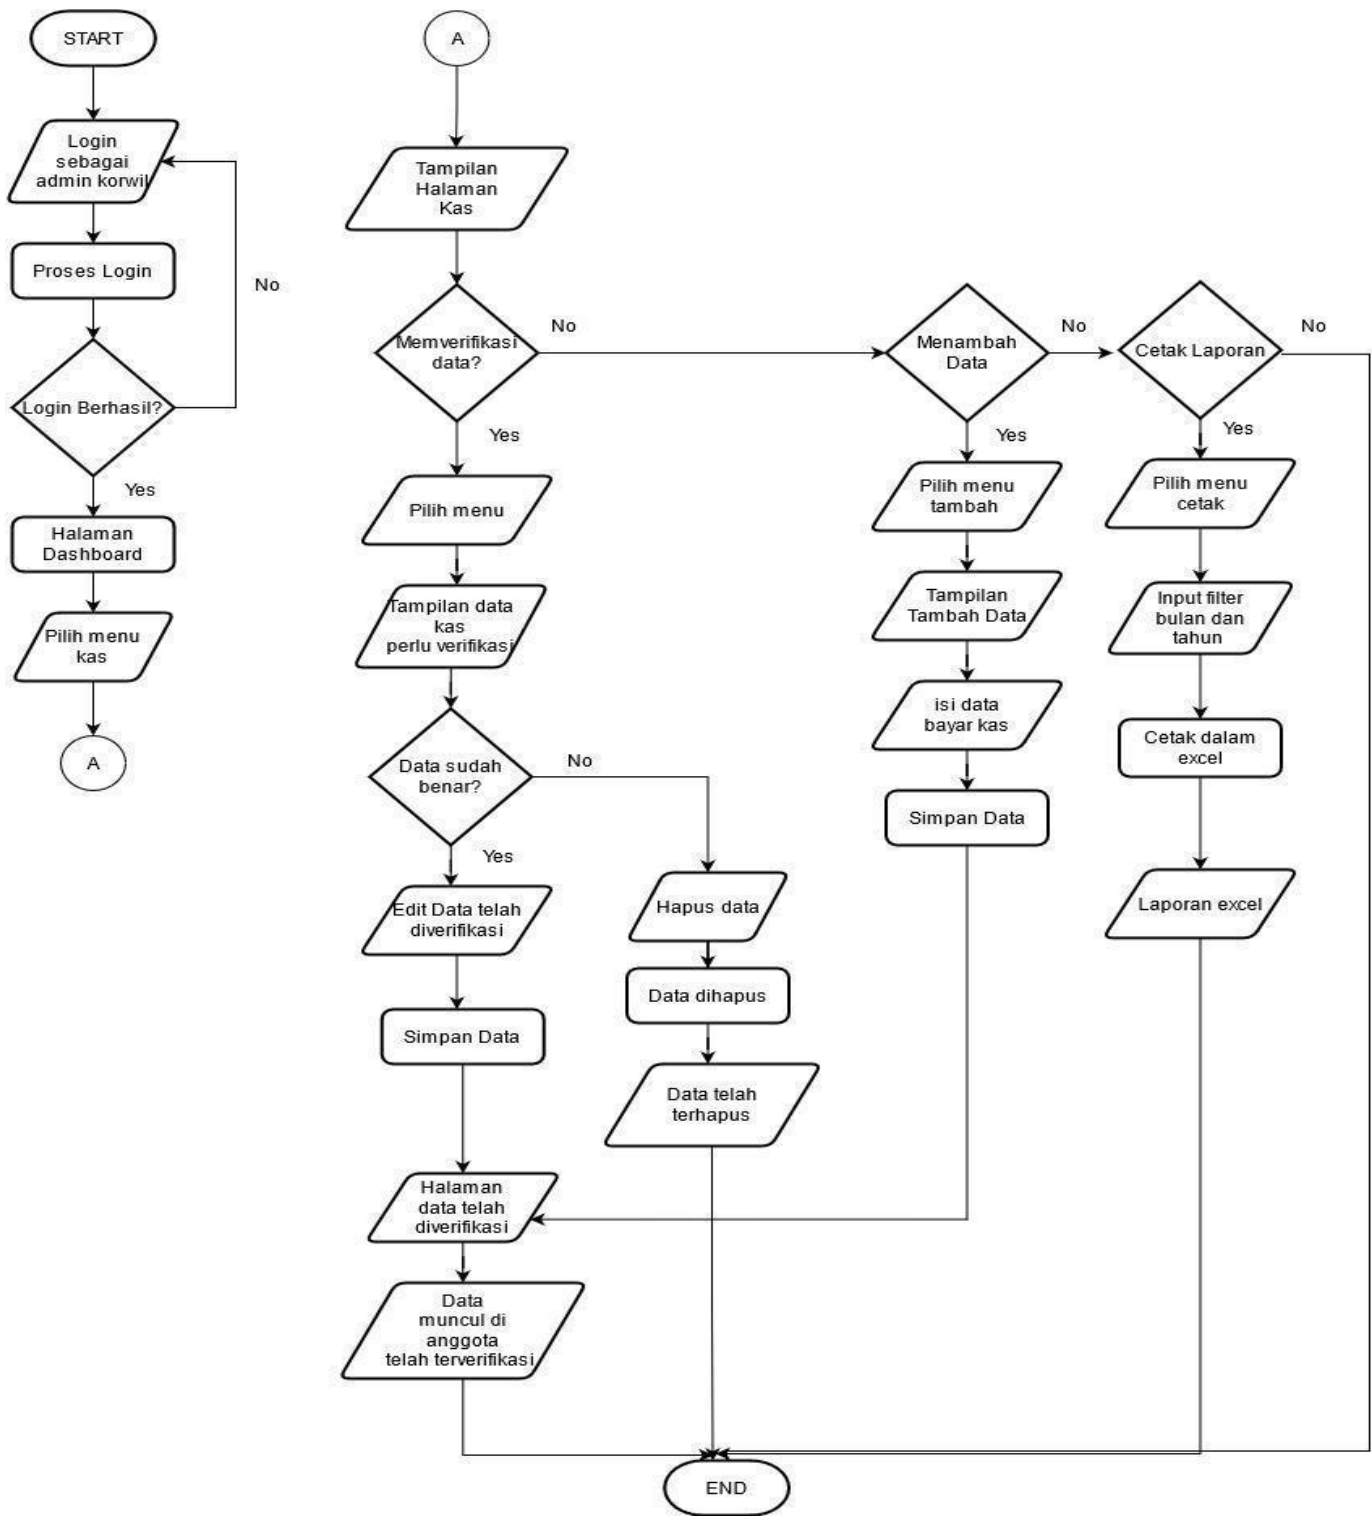 START
Login
sebagai
admin korwil
Proses Login
No
Login Berhasil?
Yes
Halaman
Dashboard
Pilih menu
kas
A
A
Tampilan
Halaman
Kas
Memverifikasi
data?
No
Yes
Pilih menu
Tampilan data
kas
perlu verifikasi
Data sudah
benar?
No
Yes
Edit Data telah
diverifikasi
Simpan Data
Halaman
data telah
diverifikasi
Data
muncul di
anggota
telah terverifikasi
Hapus data
Data dihapus
Data telah
terhapus
Menambah
Data
No
Yes
Pilih menu
tambah
Tampilan
Tambah Data
isi data
bayar kas
Simpan Data
Cetak Laporan
No
Yes
Pilih menu
cetak
Input filter
bulan dan
tahun
Cetak dalam
excel
Laporan excel
END